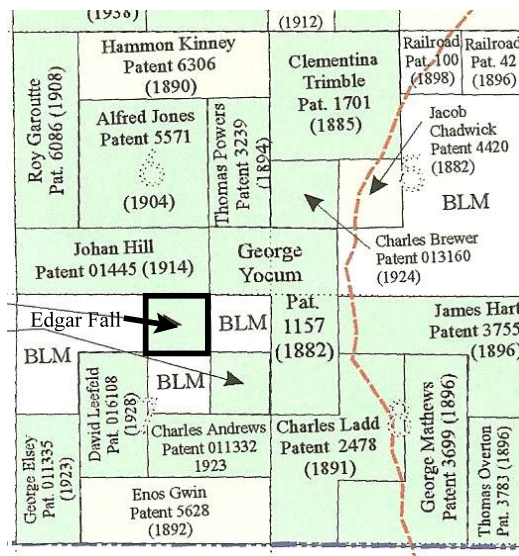 (1938)
(1912)
Hammon Kinney
Patent 6306
(1890)
Clementina
Trimble
Pat. 1701
(1885)
Railroad
Pat. 100
(1898)
Railroad
Pat. 42
(1896)
Roy Garoutte
Pat. 6086 (1908)
Alfred Jones
Patent 5571
(1904)
Thomas Powers
Patent 3239
(1894)
Jacob
Chadwick
Patent 4420
(1882)
5
BLM
Johan Hill
Patent 01445 (1914)
George
Yocum
Pat.
1157
(1882)
Charles Brewer
Patent 013160
(1924)
Edgar Fall
BLM
BLM
BLM
James Hart
Patent 3755
(1896)
David Leefeld
Pat. 016108
(1928)
Charles Andrews
Patent 011332
1923
Charles Ladd
Patent 2478
(1891)
8
George Mathews
Patent 3699 (1896)
George Elsey
Pat. 011335
(1923)
Enos Gwin
Patent 5628
(1892)
Thomas Overton
Pat. 3783 (1896)